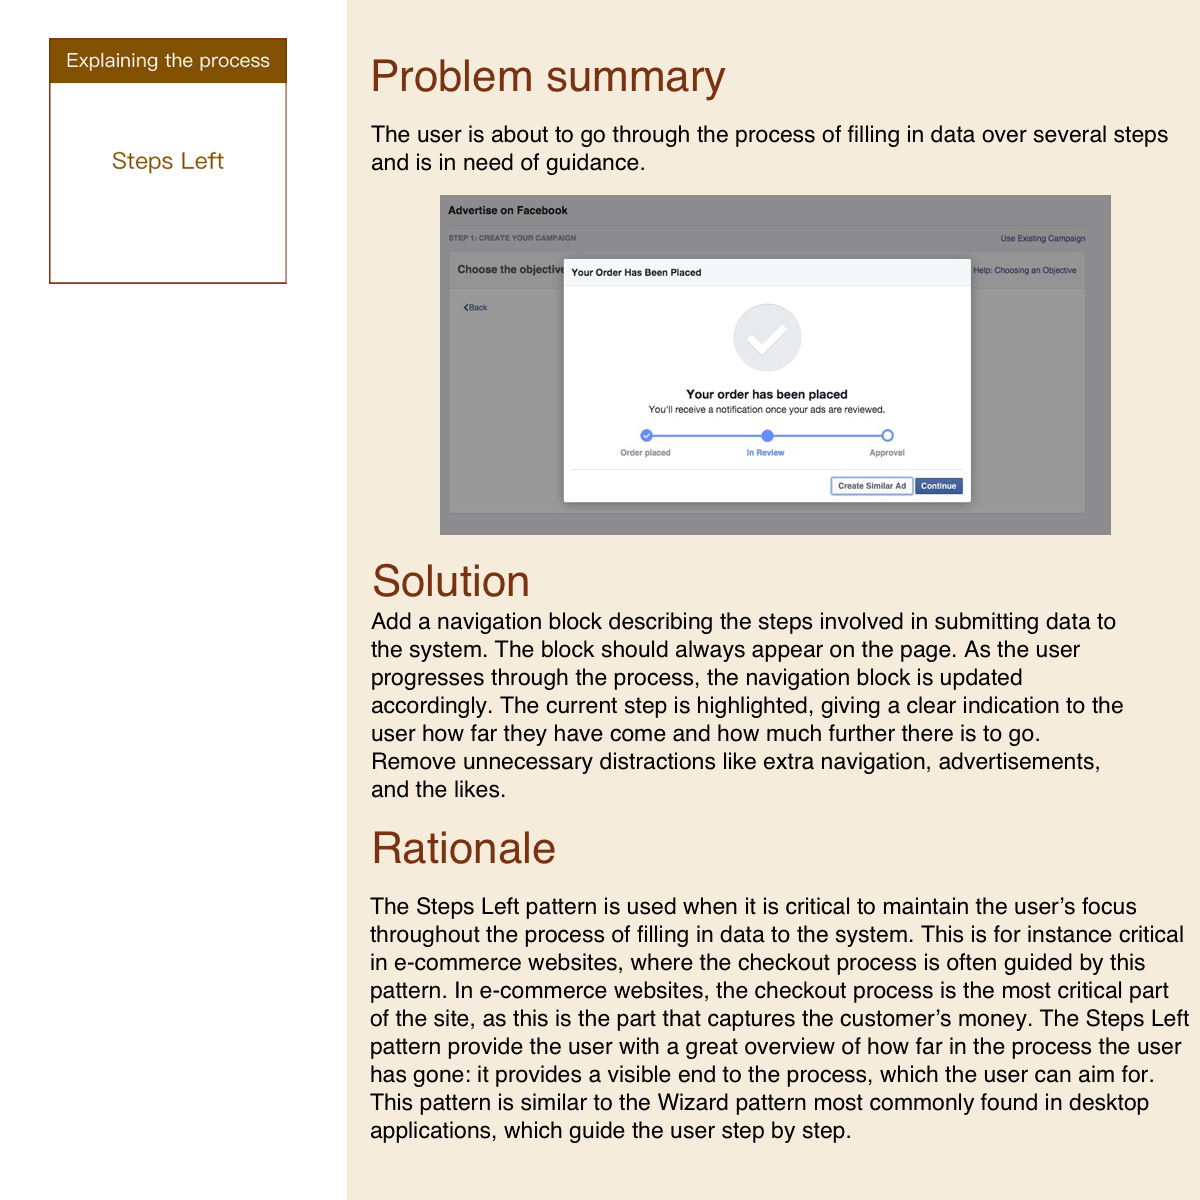 Explaining the process
Steps Left
Problem summary
The user is about to go through the process of filling in data over several steps
and is in need of guidance.
Advertise on Facebook
STEP 1: CREATE YOUR CAMPAIGN
Use Existing Campaign
Choose the objective
Help: Choosing an Objective
Back
Your Order Has Been Placed
Your order has been placed
You'll receive a notification once your ads are reviewed.
Order placed
In Review
Approval
Create Similar Ad
Continue
Solution
Add a navigation block describing the steps involved in submitting data to
the system. The block should always appear on the page. As the user
progresses through the process, the navigation block is updated
accordingly. The current step is highlighted, giving a clear indication to the
user how far they have come and how much further there is to go.
Remove unnecessary distractions like extra navigation, advertisements,
and the likes.
Rationale
The Steps Left pattern is used when it is critical to maintain the user’s focus
throughout the process of filling in data to the system. This is for instance critical
in e-commerce websites, where the checkout process is often guided by this
pattern. In e-commerce websites, the checkout process is the most critical part
of the site, as this is the part that captures the customer’s money. The Steps Left
pattern provide the user with a great overview of how far in the process the user
has gone: it provides a visible end to the process, which the user can aim for.
This pattern is similar to the Wizard pattern most commonly found in desktop
applications, which guide the user step by step.